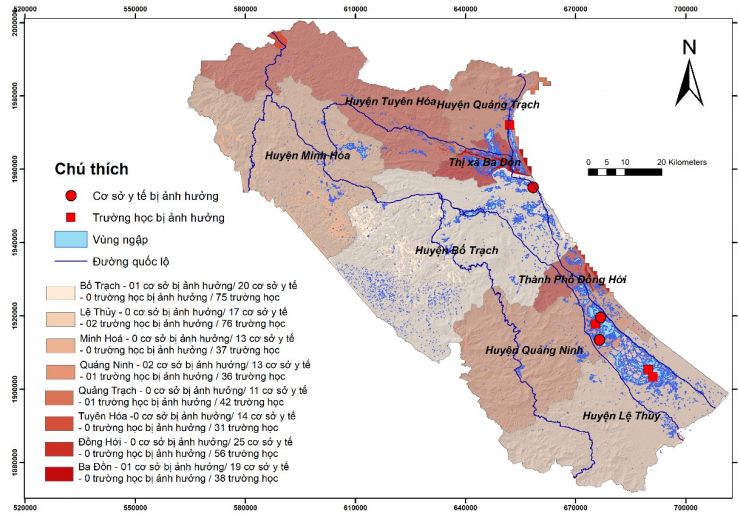 520000 550000 580000 610000 640000 670000 700000
2000000
1980000
1960000
1940000
1920000
1900000
1880000
N
0 5 10 20 Kilometers
Huyện Tuyên Hóa
Huyện Quảng Trạch
Huyện Minh Hóa
Thị xã Ba Đồn
Huyện Bố Trạch
Thành Phố Đồng Hới
Huyện Quảng Ninh
Huyện Lệ Thủy
Chú thích
Cơ sở y tế bị ảnh hưởng
Trường học bị ảnh hưởng
Vùng ngập
Đường quốc lộ
Bố Trạch - 01 cơ sở bị ảnh hưởng/ 20 cơ sở y tế
- 0 trường học bị ảnh hưởng / 75 trường học
Lệ Thủy - 0 cơ sở bị ảnh hưởng/ 17 cơ sở y tế
- 02 trường học bị ảnh hưởng/ 76 trường học
Minh Hoá - 0 cơ sở bị ảnh hưởng/ 13 cơ sở y tế
- 0 trường học bị ảnh hưởng / 37 trường học
Quảng Ninh - 02 cơ sở bị ảnh hưởng/ 13 cơ sở y tế
-01 trường học bị ảnh hưởng / 36 trường học
Quảng Trạch - 0 cơ sở bị ảnh hưởng/ 11 cơ sở y tế
- 01 trường học bị ảnh hưởng / 42 trường học
Tuyên Hóa -0 cơ sở bị ảnh hưởng/ 14 cơ sở y tế
- 0 trường học bị ảnh hưởng / 31 trường học
Đồng Hới - 0 cơ sở bị ảnh hưởng/ 25 cơ sở y tế
- 0 trường học bị ảnh hưởng / 56 trường học
Ba Đồn - 01 cơ sở bị ảnh hưởng/ 19 cơ sở y tế
- 0 trường học bị ảnh hưởng / 38 trường học
520000 550000 580000 610000 640000 670000 700000